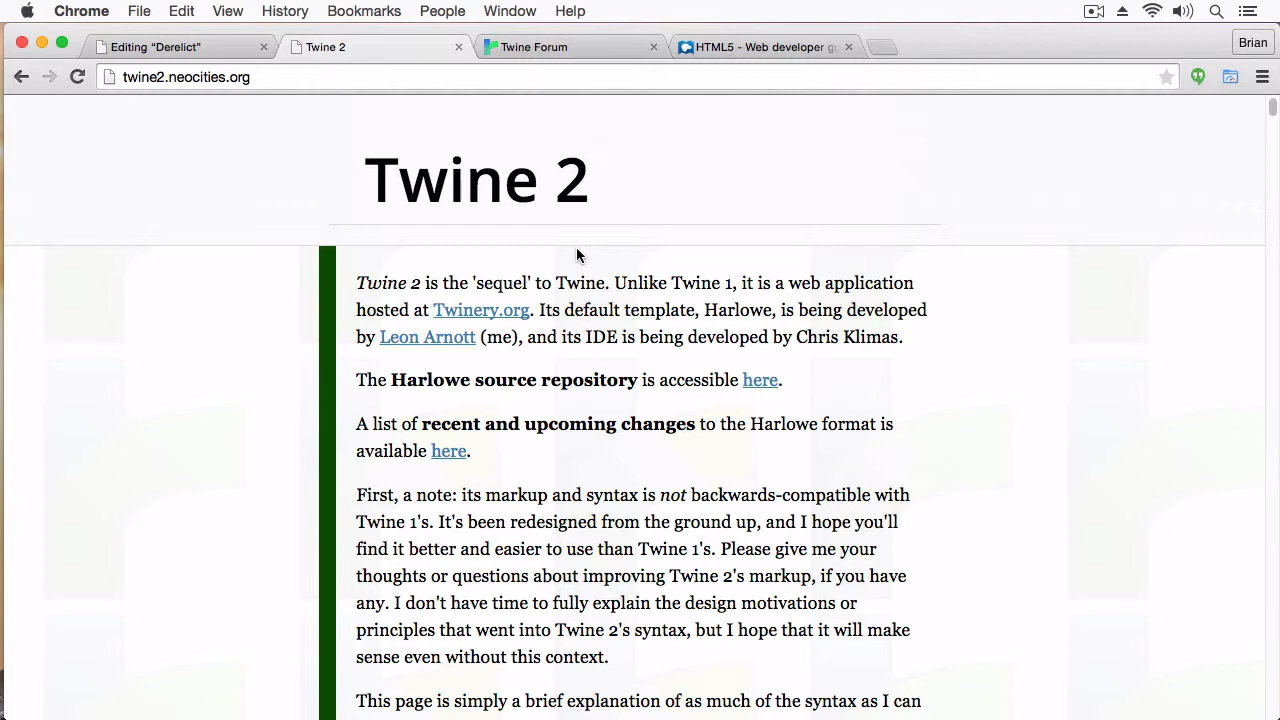 Chrome File Edit View History Bookmarks People Window Help
Editing “Derelict” Twine 2 Twine Forum HTML5 - Web developer gu Brian
twine2.neocities.org
Twine 2
Twine 2 is the 'sequel' to Twine. Unlike Twine 1, it is a web application
hosted at Twinery.org. Its default template, Harlowe, is being developed
by Leon Arnott (me), and its IDE is being developed by Chris Klimas.
The Harlowe source repository is accessible here.
A list of recent and upcoming changes to the Harlowe format is
available here.
First, a note: its markup and syntax is not backwards-compatible with
Twine 1's. It's been redesigned from the ground up, and I hope you'll
find it better and easier to use than Twine 1's. Please give me your
thoughts or questions about improving Twine 2's markup, if you have
any. I don't have time to fully explain the design motivations or
principles that went into Twine 2's syntax, but I hope that it will make
sense even without this context.
This page is simply a brief explanation of as much of the syntax as I can